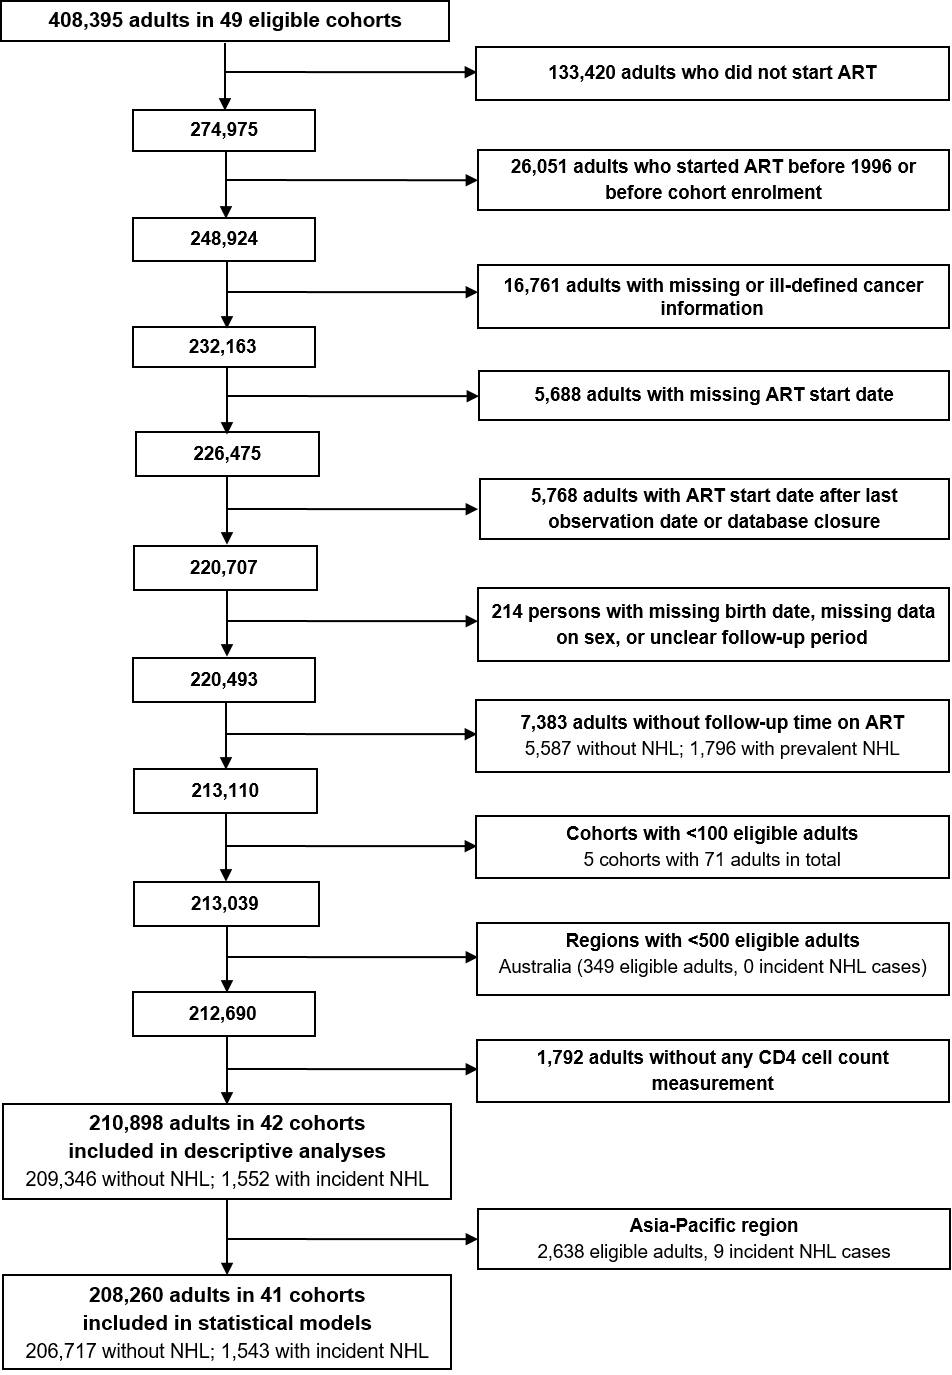 408,395 adults in 49 eligible cohorts
133,420 adults who did not start ART
274,975
26,051 adults who started ART before 1996 or
before cohort enrolment
248,924
16,761 adults with missing or ill-defined cancer
information
232,163
5,688 adults with missing ART start date
226,475
5,768 adults with ART start date after last
observation date or database closure
220,707
214 persons with missing birth date, missing data
on sex, or unclear follow-up period
220,493
7,383 adults without follow-up time on ART
5,587 without NHL; 1,796 with prevalent NHL
213,110
Cohorts with <100 eligible adults
5 cohorts with 71 adults in total
213,039
Regions with <500 eligible adults
Australia (349 eligible adults, 0 incident NHL cases)
212,690
1,792 adults without any CD4 cell count
measurement
210,898 adults in 42 cohorts
included in descriptive analyses
209,346 without NHL; 1,552 with incident NHL
Asia-Pacific region
2,638 eligible adults, 9 incident NHL cases
208,260 adults in 41 cohorts
included in statistical models
206,717 without NHL; 1,543 with incident NHL